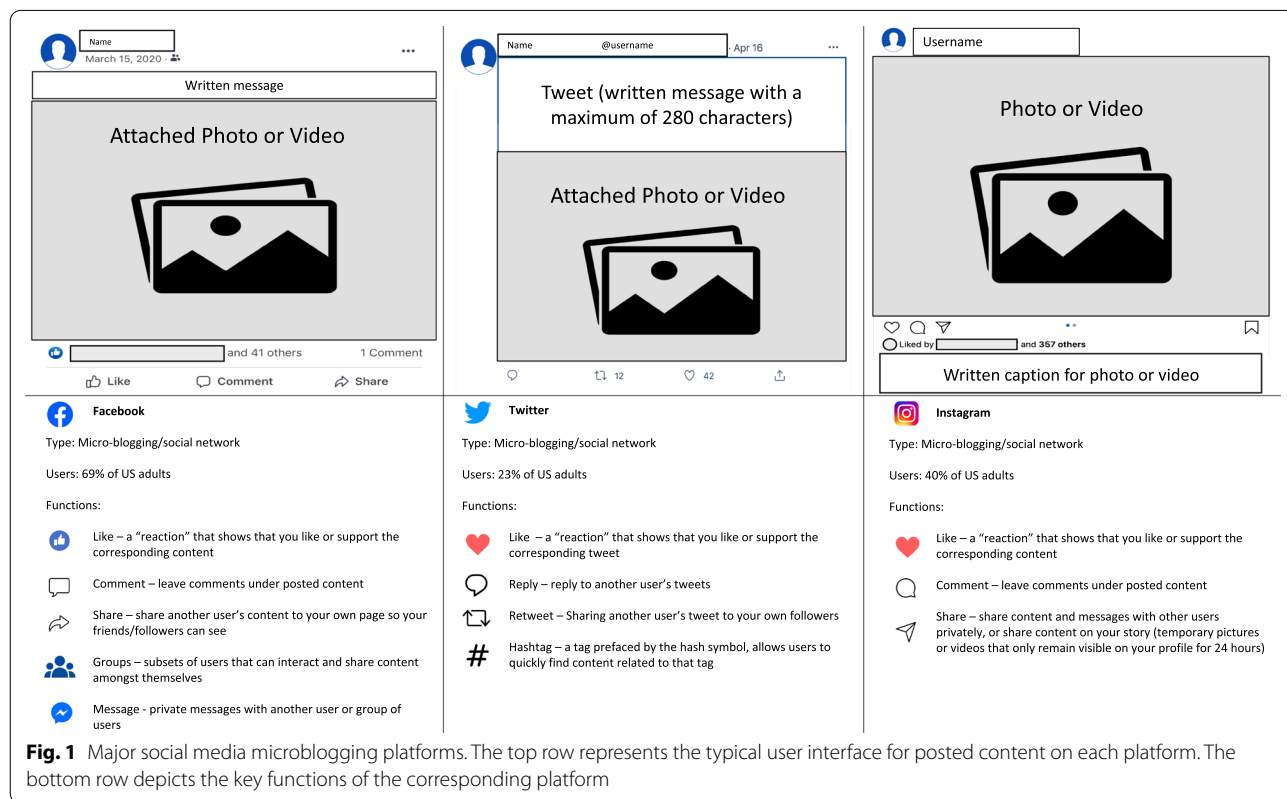 Name
March 15, 2020 ·
Written message
Attached Photo or Video
and 41 others 1 Comment
Like Comment Share
Name @username · Apr 16
Tweet (written message with a
maximum of 280 characters)
Attached Photo or Video
12 42
Username
Photo or Video
Liked by and 357 others
Written caption for photo or video
Facebook
Type: Micro-blogging/social network
Users: 69% of US adults
Functions:
Like – a “reaction” that shows that you like or support the
corresponding content
Comment – leave comments under posted content
Share – share another user’s content to your own page so your
friends/followers can see
Groups – subsets of users that can interact and share content
amongst themselves
Message - private messages with another user or group of
users
Twitter
Type: Micro-blogging/social network
Users: 23% of US adults
Functions:
Like – a “reaction” that shows that you like or support the
corresponding tweet
Reply – reply to another user’s tweets
Retweet – Sharing another user’s tweet to your own followers
# Hashtag – a tag prefaced by the hash symbol, allows users to
quickly find content related to that tag
Instagram
Type: Micro-blogging/social network
Users: 40% of US adults
Functions:
Like – a “reaction” that shows that you like or support the
corresponding content
Comment – leave comments under posted content
Share – share content and messages with other users
privately, or share content on your story (temporary pictures
or videos that only remain visible on your profile for 24 hours)
Fig. 1 Major social media microblogging platforms. The top row represents the typical user interface for posted content on each platform. The
bottom row depicts the key functions of the corresponding platform